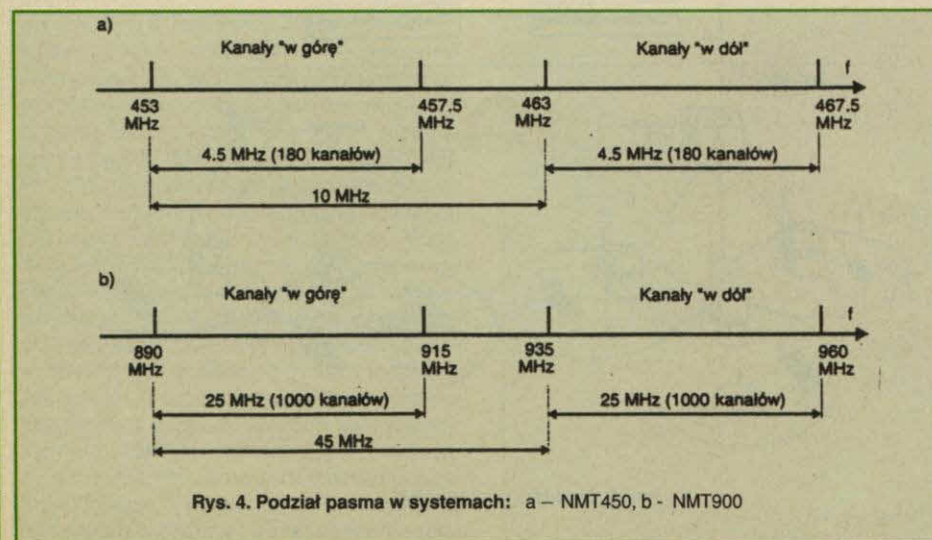 a)
Kanały "w górę" Kanały "w dół"
f
453 MHz 457.5 MHz 463 MHz 467.5 MHz
4.5 MHz (180 kanałów) 4.5 MHz (180 kanałów)
10 MHz
b)
Kanały "w górę" Kanały "w dół"
f
890 MHz 915 MHz 935 MHz 960 MHz
25 MHz (1000 kanałów) 25 MHz (1000 kanałów)
45 MHz
Rys. 4. Podział pasma w systemach: a – NMT450, b - NMT900